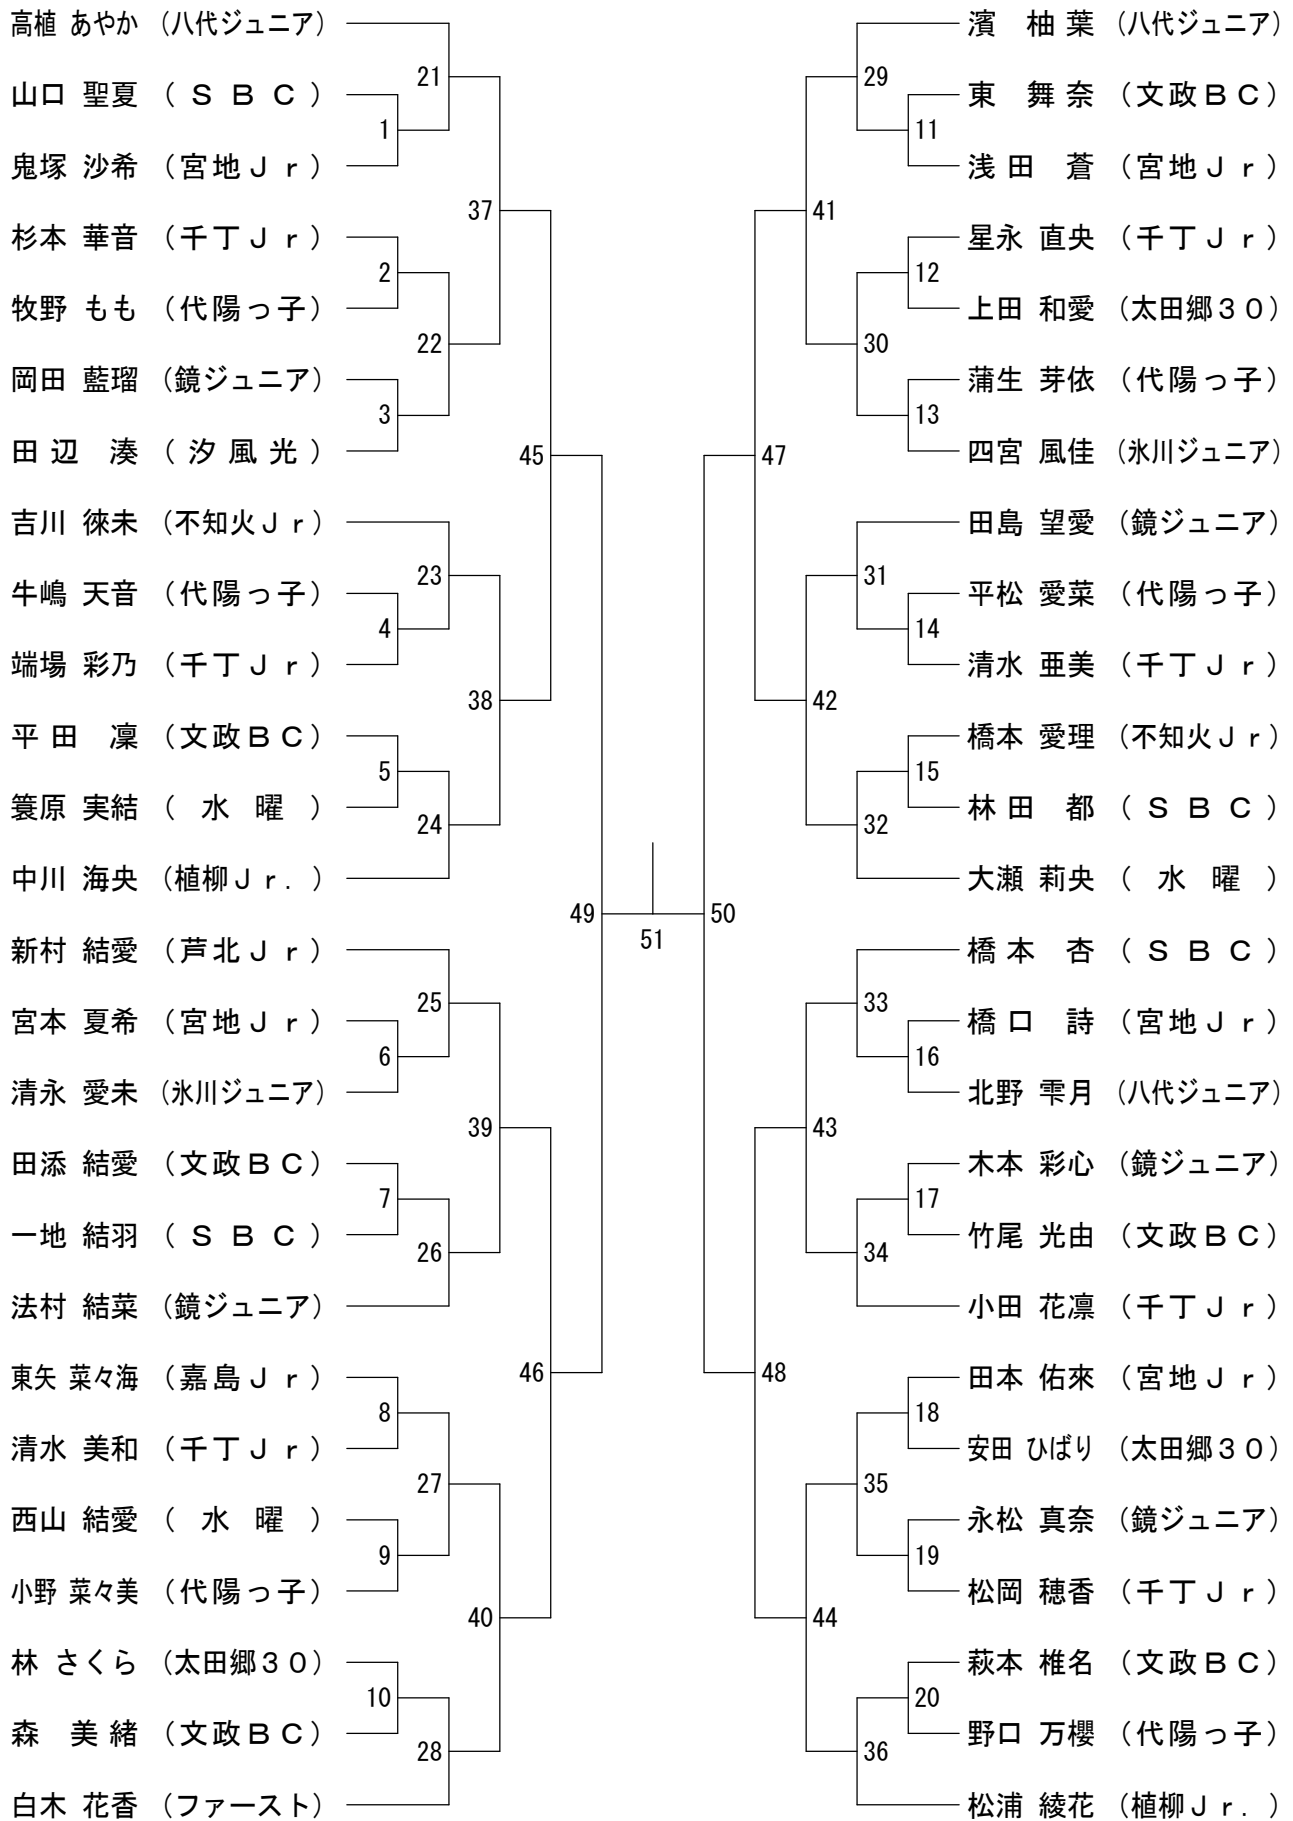 高植 あやか （八代ジュニア）
山口 聖夏 （ＳＢＣ）
鬼塚 沙希 （宮地Ｊｒ）
杉本 華音 （千丁Ｊｒ）
牧野 もも （代陽っ子）
岡田 藍瑠 （鏡ジュニア）
田辺 湊 （汐風光）
吉川 徠未 （不知火Ｊｒ）
牛嶋 天音 （代陽っ子）
端場 彩乃 （千丁Ｊｒ）
平田 凜 （文政ＢＣ）
簑原 実結 （水曜）
中川 海央 （植柳Ｊｒ．）
新村 結愛 （芦北Ｊｒ）
宮本 夏希 （宮地Ｊｒ）
清永 愛未 （氷川ジュニア）
田添 結愛 （文政ＢＣ）
一地 結羽 （ＳＢＣ）
法村 結菜 （鏡ジュニア）
東矢 菜々海 （嘉島Ｊｒ）
清水 美和 （千丁Ｊｒ）
西山 結愛 （水曜）
小野 菜々美 （代陽っ子）
林 さくら （太田郷３０）
森 美緒 （文政ＢＣ）
白木 花香 （ファースト）
1
2
3
4
5
6
7
8
9
10
21
22
23
24
25
26
27
28
37
38
39
40
45
46
49
51
50
47
48
41
42
43
44
29
30
31
32
33
34
35
36
11
12
13
14
15
16
17
18
19
20
濱 柚葉 （八代ジュニア）
東 舞奈 （文政ＢＣ）
浅田 蒼 （宮地Ｊｒ）
星永 直央 （千丁Ｊｒ）
上田 和愛 （太田郷３０）
蒲生 芽依 （代陽っ子）
四宮 風佳 （氷川ジュニア）
田島 望愛 （鏡ジュニア）
平松 愛菜 （代陽っ子）
清水 亜美 （千丁Ｊｒ）
橋本 愛理 （不知火Ｊｒ）
林田 都 （ＳＢＣ）
大瀬 莉央 （水曜）
橋本 杏 （ＳＢＣ）
橋口 詩 （宮地Ｊｒ）
北野 雫月 （八代ジュニア）
木本 彩心 （鏡ジュニア）
竹尾 光由 （文政ＢＣ）
小田 花凛 （千丁Ｊｒ）
田本 佑來 （宮地Ｊｒ）
安田 ひばり （太田郷３０）
永松 真奈 （鏡ジュニア）
松岡 穂香 （千丁Ｊｒ）
萩本 椎名 （文政ＢＣ）
野口 万櫻 （代陽っ子）
松浦 綾花 （植柳Ｊｒ．）